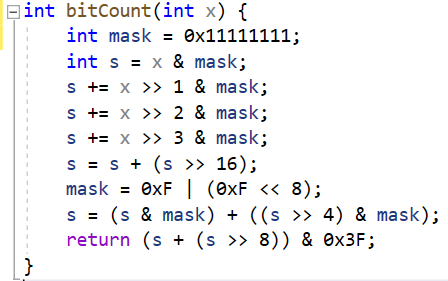 int bitCount(int x) {
    int mask = 0x11111111;
    int s = x & mask;
    s += x >> 1 & mask;
    s += x >> 2 & mask;
    s += x >> 3 & mask;
    s = s + (s >> 16);
    mask = 0xF | (0xF << 8);
    s = (s & mask) + ((s >> 4) & mask);
    return (s + (s >> 8)) & 0x3F;
}